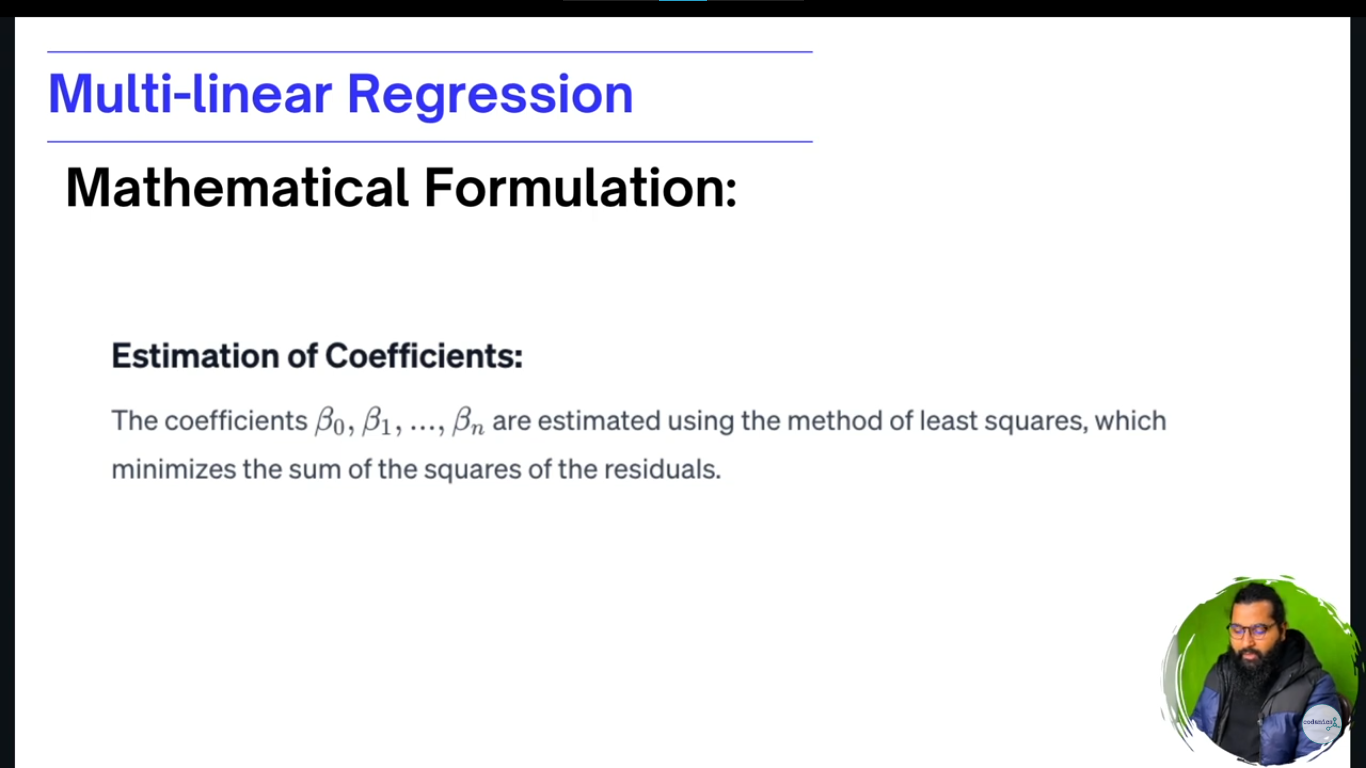 Multi-linear Regression
Mathematical Formulation:
Estimation of Coefficients:
The coefficients β₀, β₁, ..., βₙ are estimated using the method of least squares, which
minimizes the sum of the squares of the residuals.